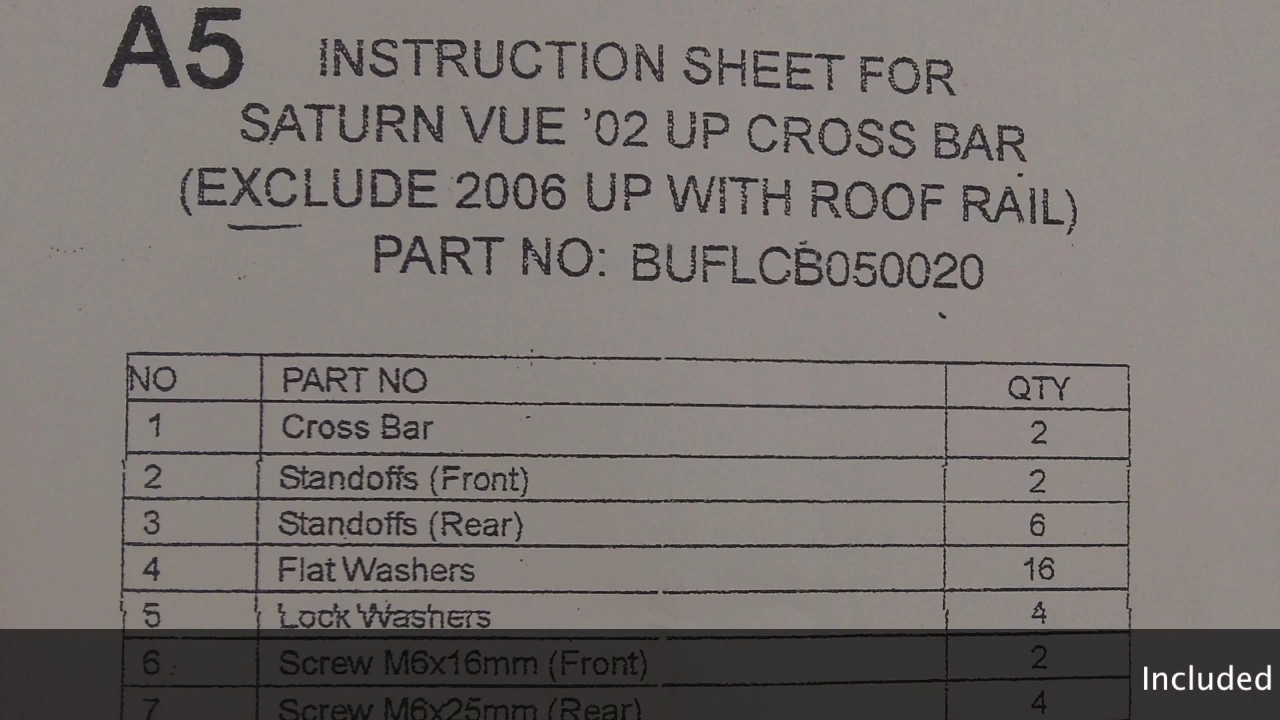 A5
INSTRUCTION SHEET FOR
SATURN VUE '02 UP CROSS BAR
(EXCLUDE 2006 UP WITH ROOF RAIL)
PART NO: BUFLCB050020
NO PART NO QTY
1 Cross Bar 2
2 Standoffs (Front) 2
3 Standoffs (Rear) 6
4 Flat Washers 16
5 Lock Washers 4
6 Screw M6x16mm (Front) 2
7 Screw M6x25mm (Rear) 4
Included